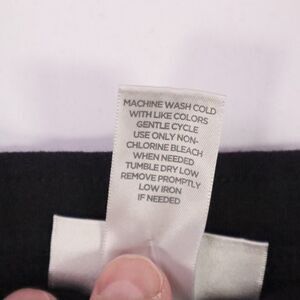 MACHINE WASH COLD
WITH LIKE COLORS
GENTLE CYCLE
USE ONLY NON-
CHLORINE BLEACH
WHEN NEEDED
TUMBLE DRY LOW
REMOVE PROMPTLY
LOW IRON
IF NEEDED